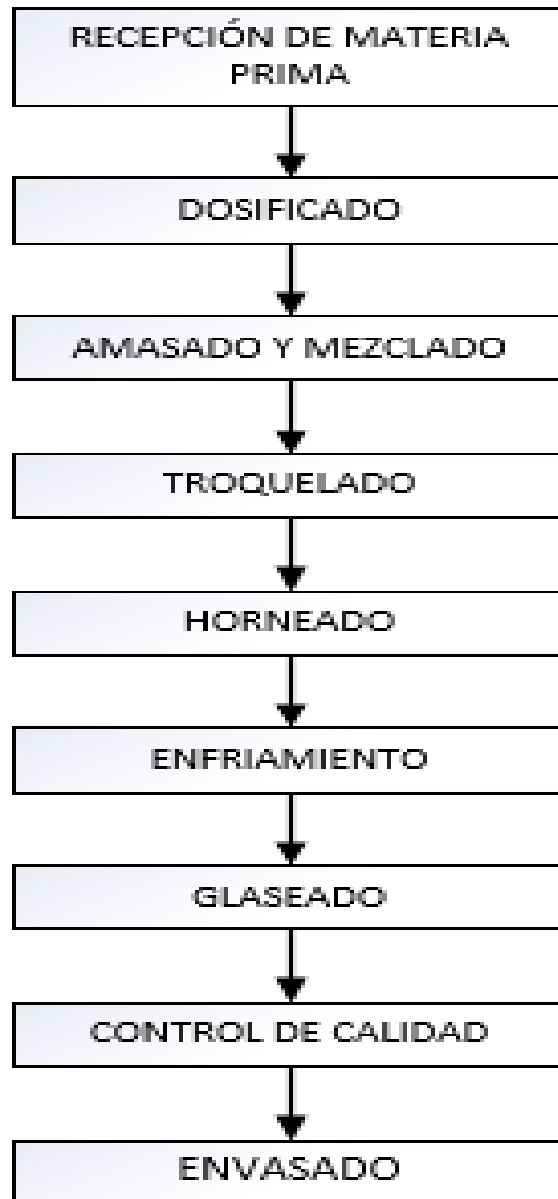 RECEPCIÓN DE MATERIA
PRIMA
DOSIFICADO
AMASADO Y MEZCLADO
TROQUELADO
HORNEADO
ENFRIAMIENTO
GLASEADO
CONTROL DE CALIDAD
ENVASADO